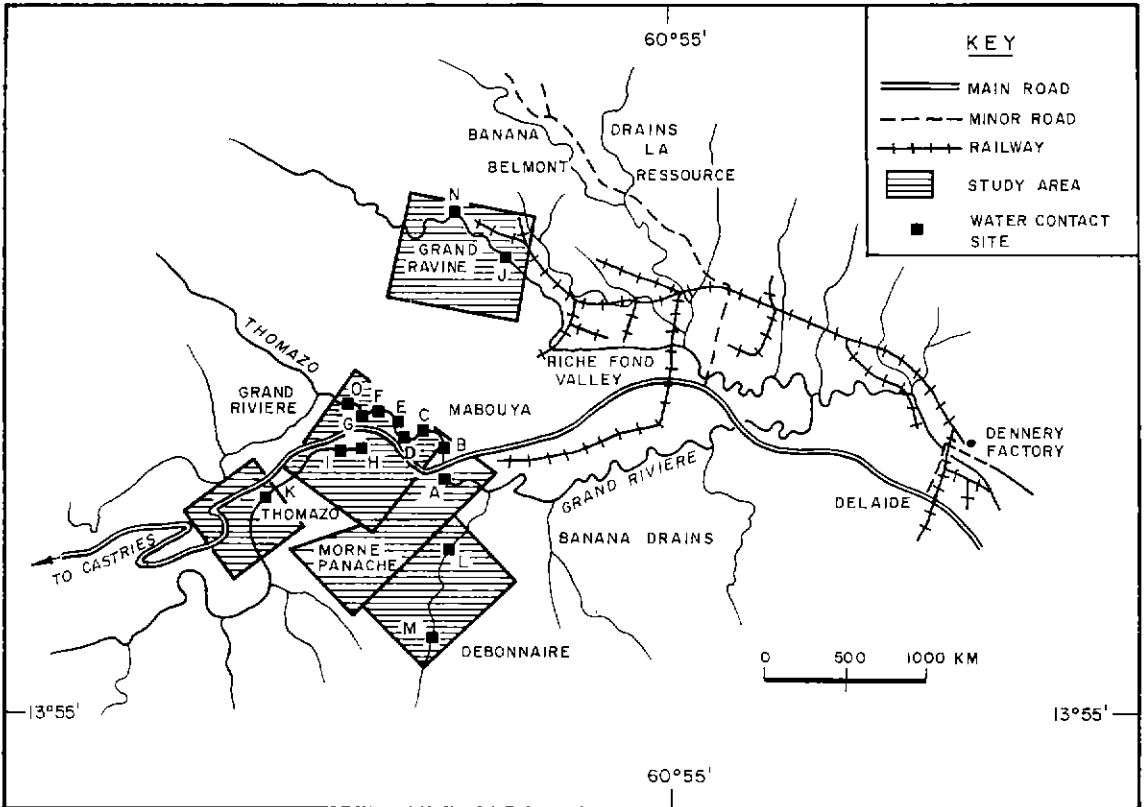 60°55'
KEY
MAIN ROAD
MINOR ROAD
RAILWAY
STUDY AREA
WATER CONTACT
SITE
BANANA
BELMONT
DRAINS
LA
RESSOURCE
N
GRAND
RAVINE
J
THOMAZO
GRAND
RIVIERE
O
F
E
C
MABOUYA
G
D
B
I
H
A
RICHE FOND
VALLEY
GRAND RIVIERE
DENNERY
FACTORY
DELAIDE
K
THOMAZO
BANANA DRAINS
TO CASTRIES
MORNE
PANACHE
L
M
DEBONNAIRE
0 500 1000 KM
13°55'
13°55'
60°55'